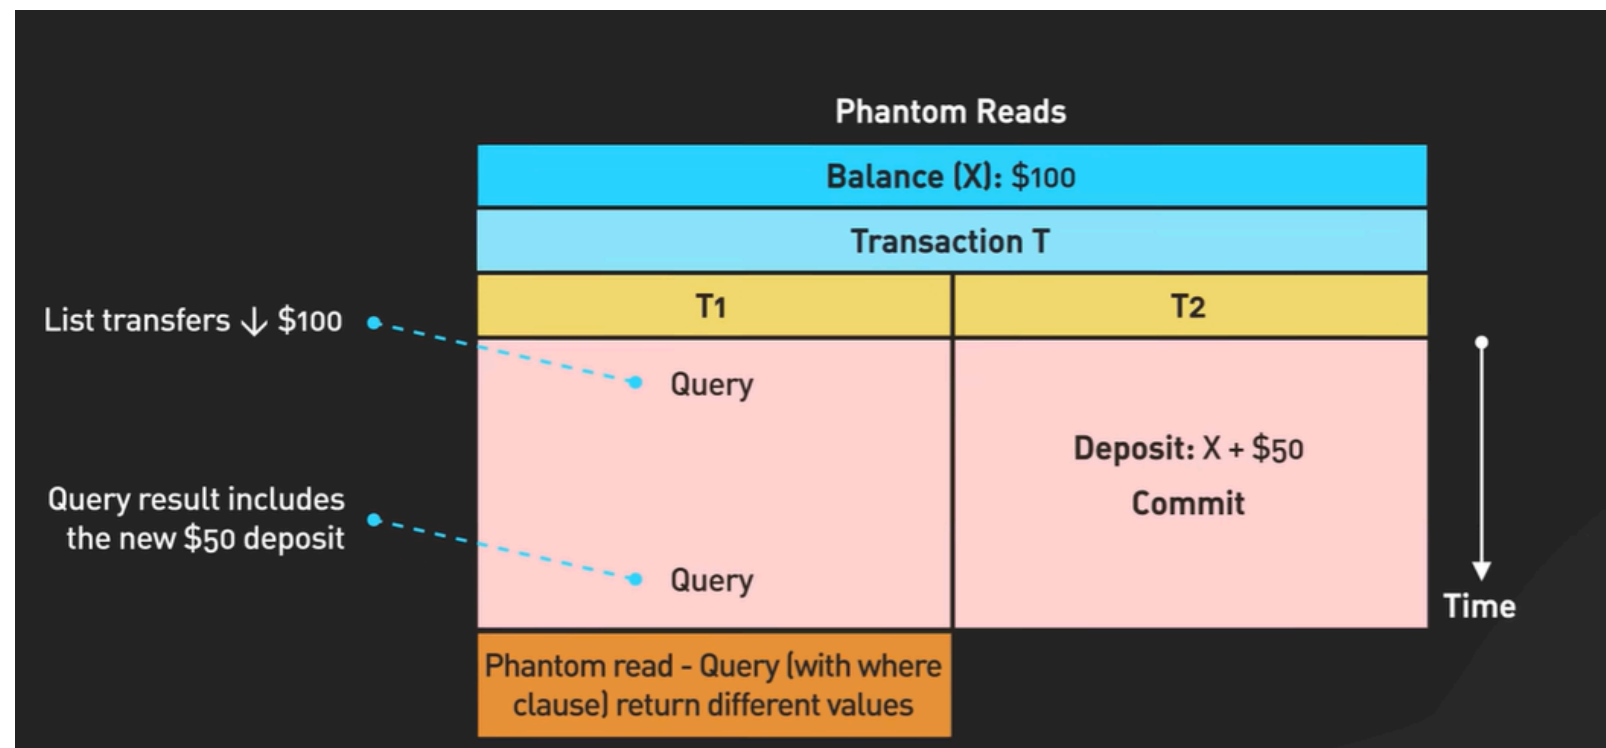 Phantom Reads
Balance (X): $100
Transaction T
T1
T2
List transfers ↓ $100
Query
Deposit: X + $50
Commit
Query result includes
the new $50 deposit
Query
Time
Phantom read - Query (with where
clause) return different values